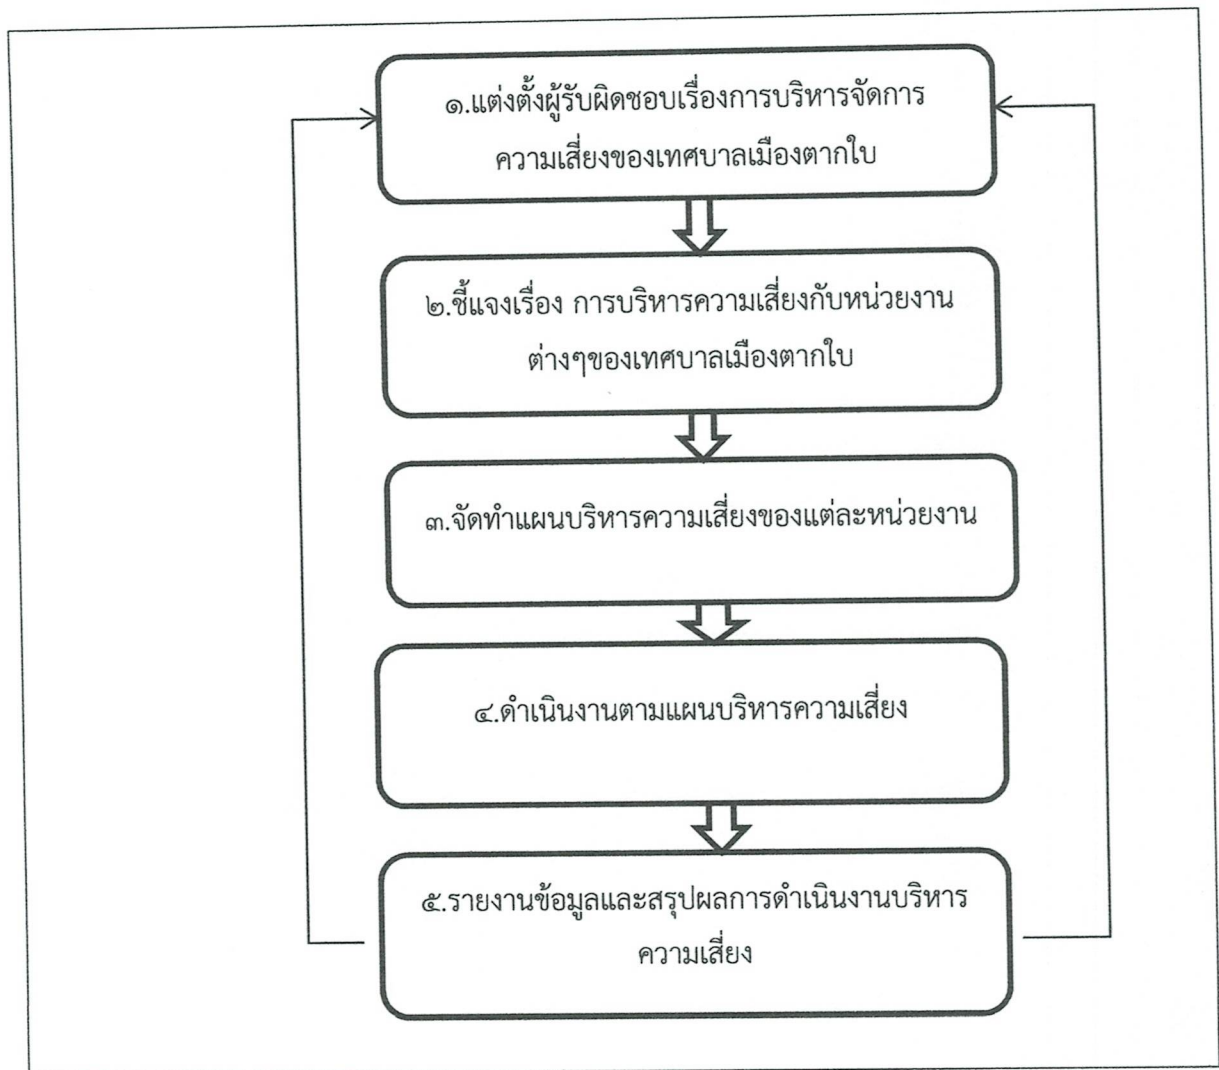 ๑.แต่งตั้งผู้รับผิดชอบเรื่องการบริหารจัดการ
ความเสี่ยงของเทศบาลเมืองตากใบ
๒.ชี้แจงเรื่อง การบริหารความเสี่ยงกับหน่วยงาน
ต่างๆของเทศบาลเมืองตากใบ
๓.จัดทำแผนบริหารความเสี่ยงของแต่ละหน่วยงาน
๔.ดำเนินงานตามแผนบริหารความเสี่ยง
๕.รายงานข้อมูลและสรุปผลการดำเนินงานบริหาร
ความเสี่ยง